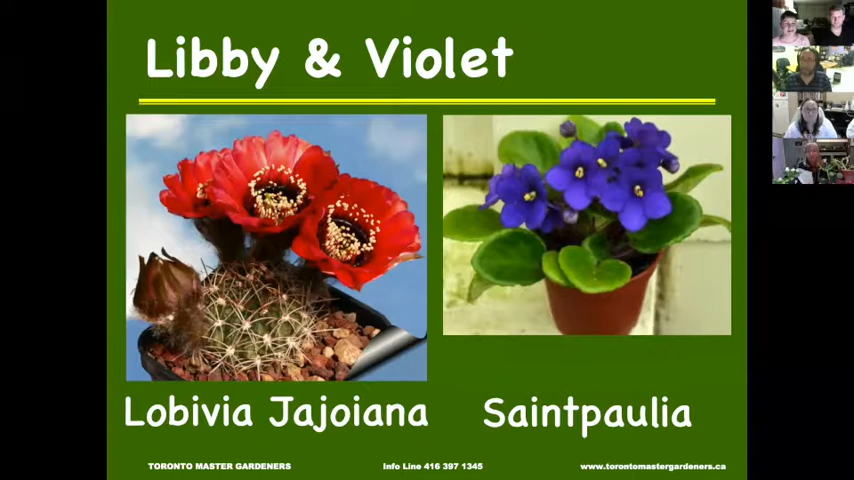 Libby & Violet
Lobivia Jajoiana
Saintpaulia
TORONTO MASTER GARDENERS
Info Line 416 397 1345
www.torontomastergardeners.ca